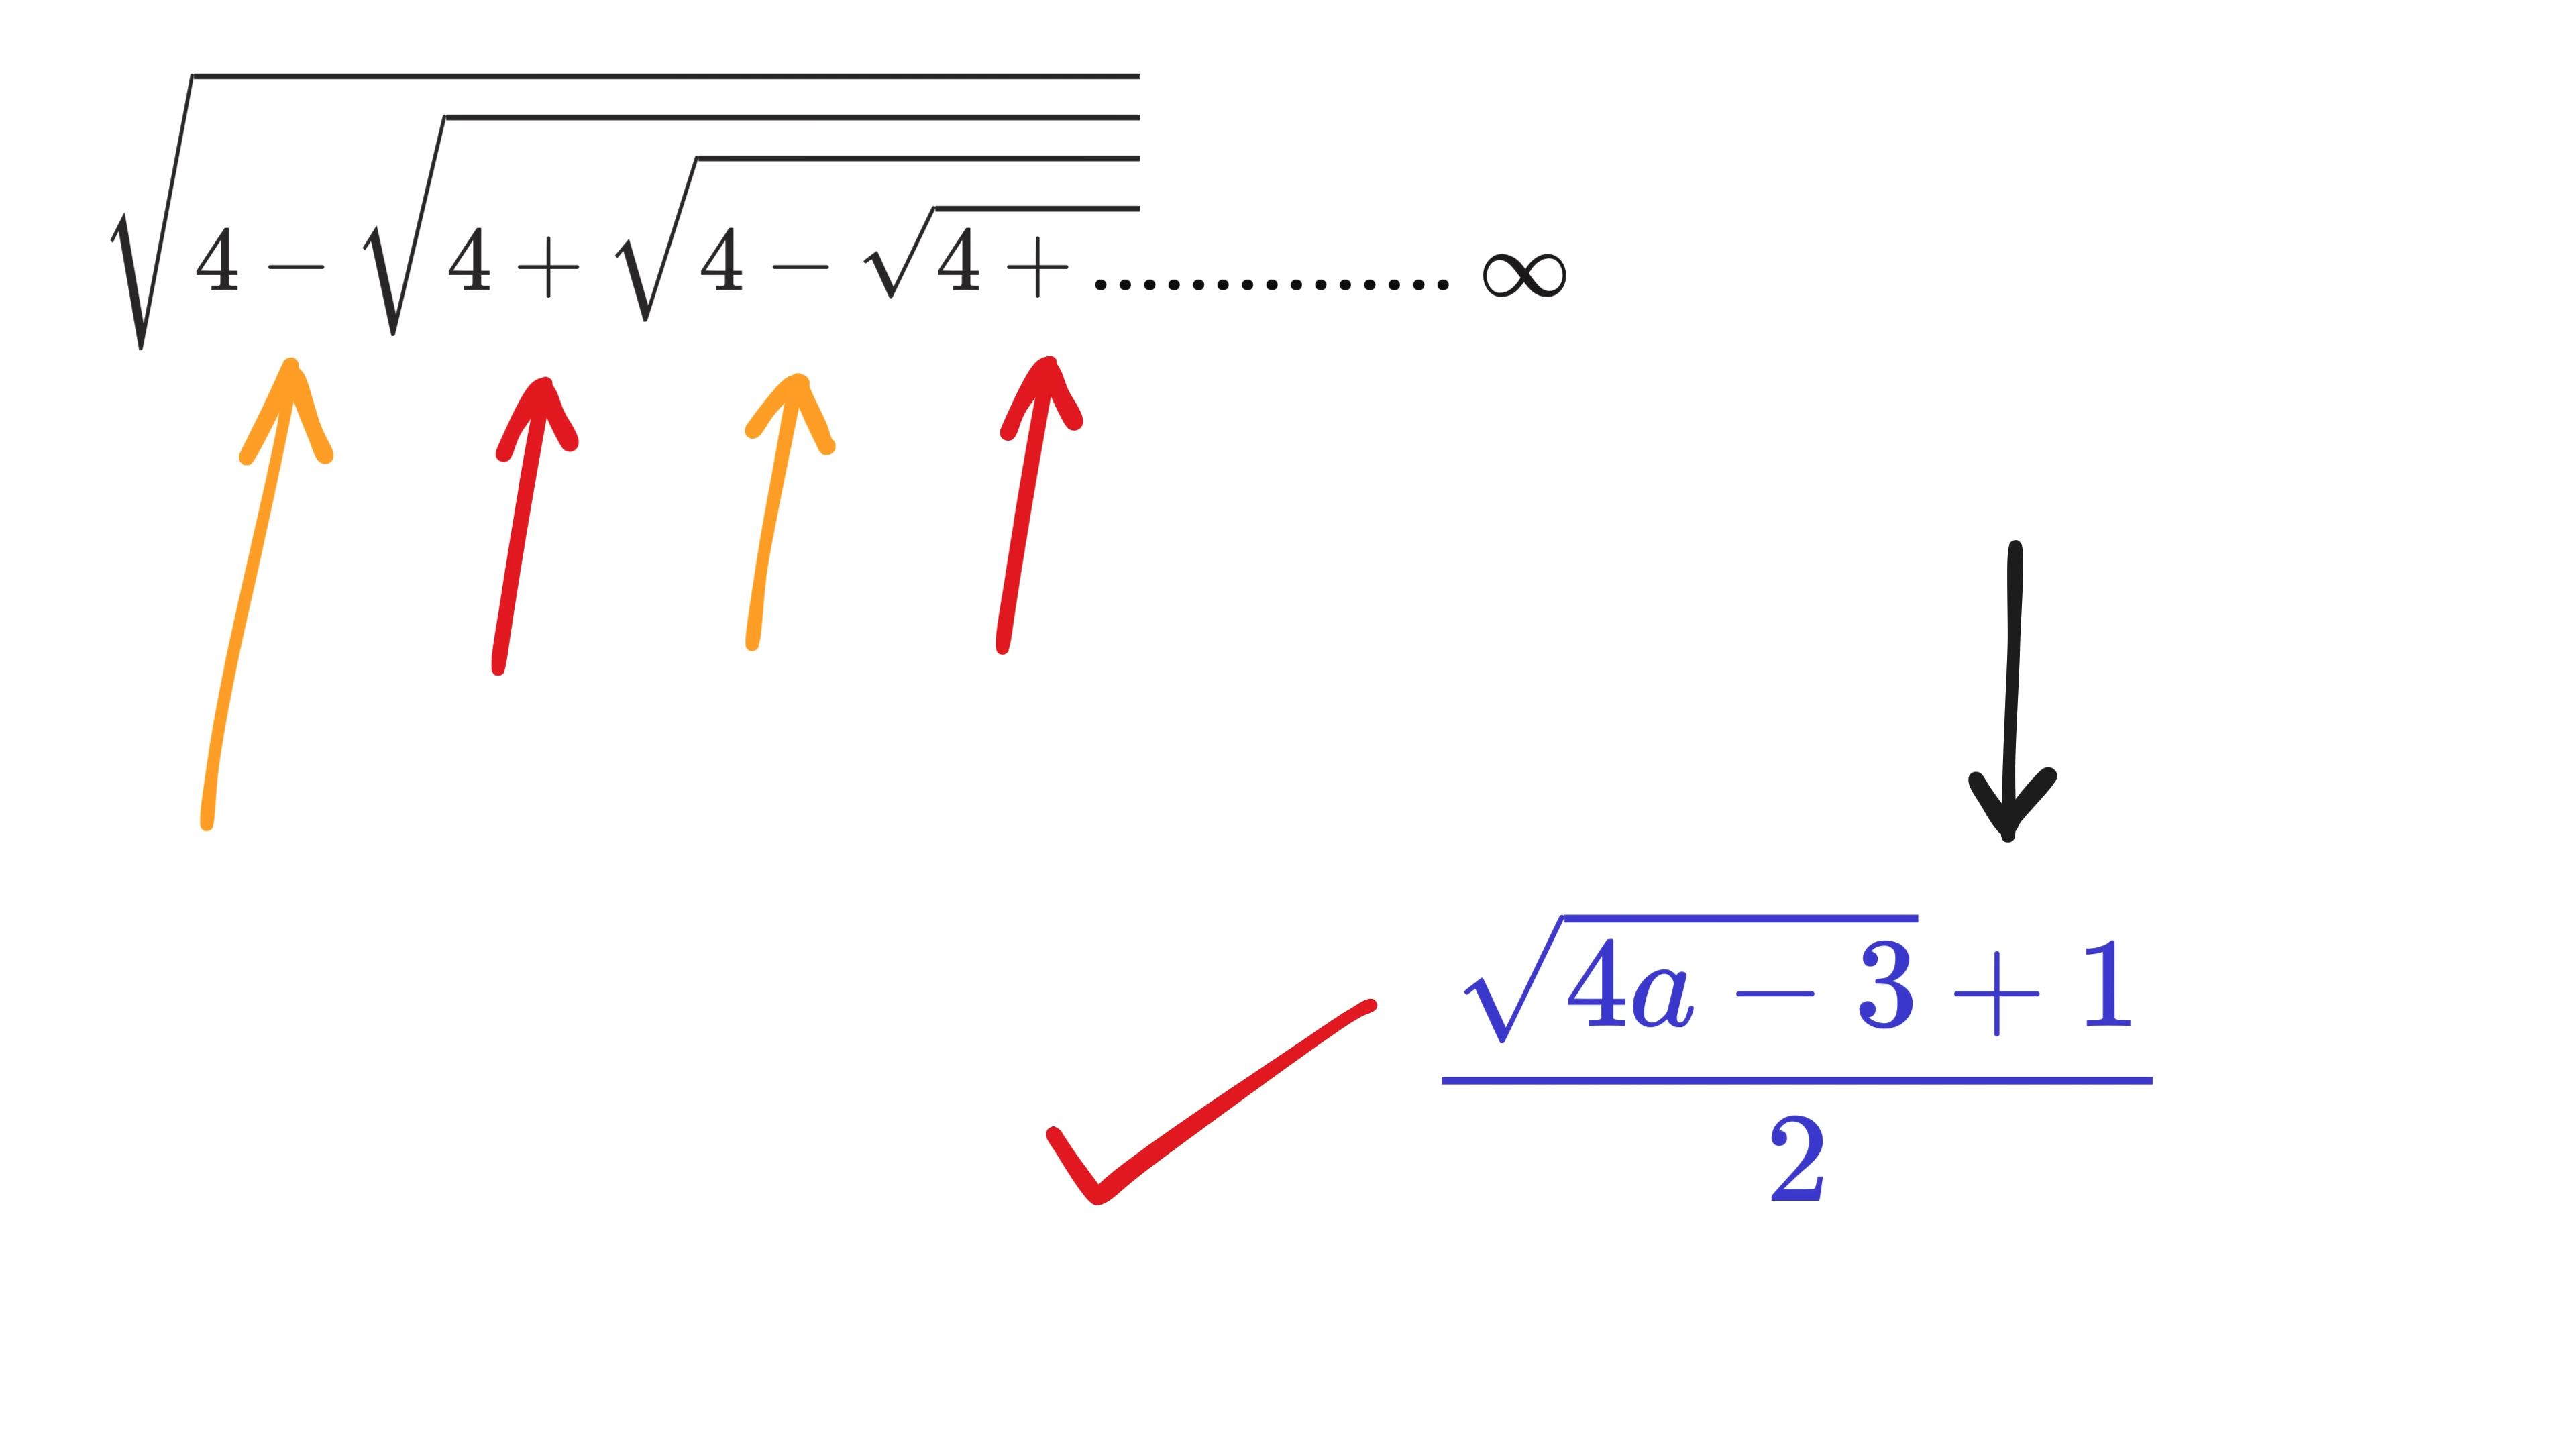 √(4 − √(4 + √(4 − √(4 + ............... ∞
(√(4a − 3) + 1) / 2